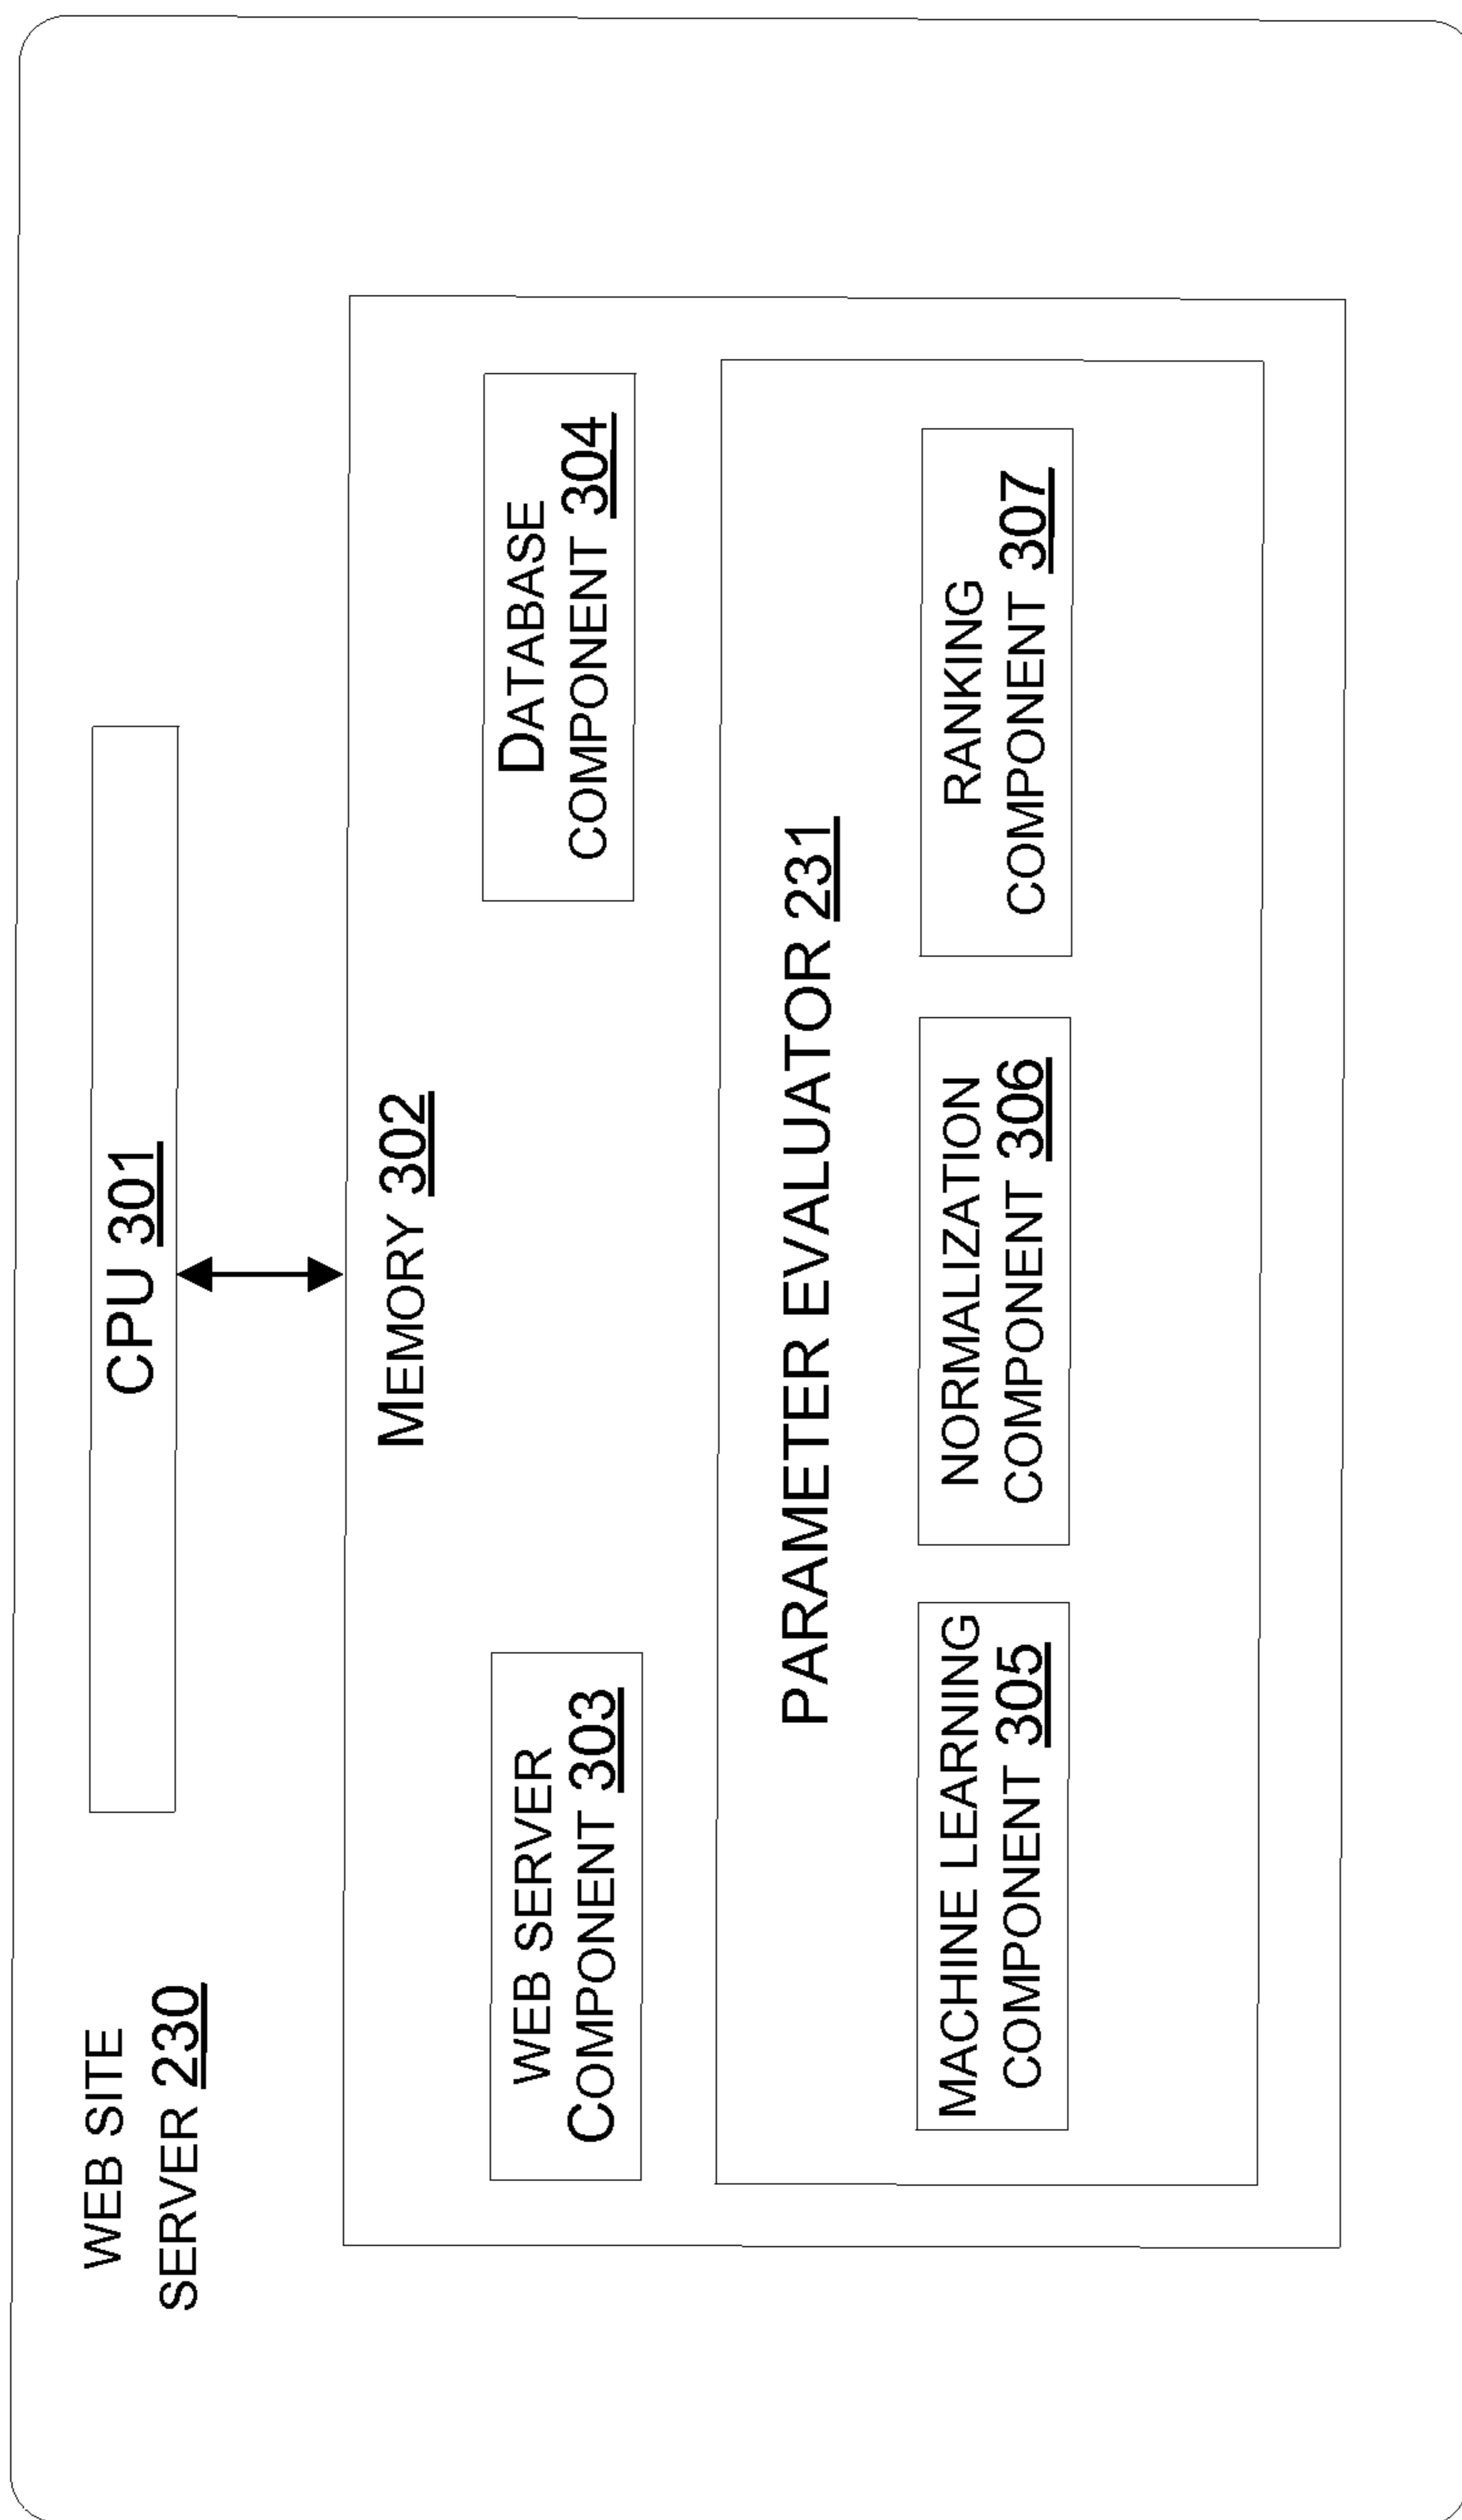 WEB SITE
SERVER 230
CPU 301
MEMORY 302
WEB SERVER
COMPONENT 303
DATABASE
COMPONENT 304
PARAMETER EVALUATOR 231
MACHINE LEARNING
COMPONENT 305
NORMALIZATION
COMPONENT 306
RANKING
COMPONENT 307